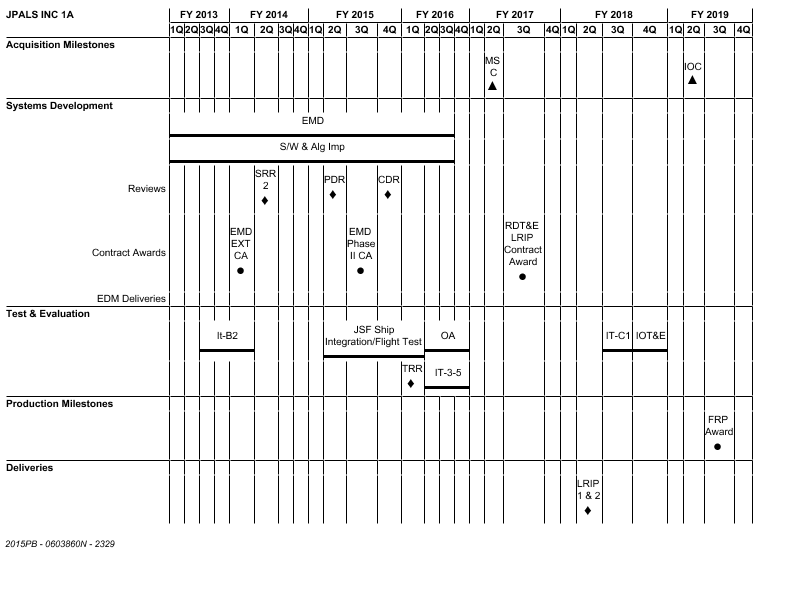 JPALS INC 1A
FY 2013 FY 2014 FY 2015 FY 2016 FY 2017 FY 2018 FY 2019
1Q 2Q 3Q 4Q 1Q 2Q 3Q 4Q 1Q 2Q 3Q 4Q 1Q 2Q 3Q 4Q 1Q 2Q 3Q 4Q 1Q 2Q 3Q 4Q 1Q 2Q 3Q 4Q
Acquisition Milestones
MS
C
IOC
Systems Development
EMD
S/W & Alg Imp
Reviews
SRR
2
PDR
CDR
Contract Awards
EMD
EXT
CA
EMD
Phase
II CA
RDT&E
LRIP
Contract
Award
EDM Deliveries
Test & Evaluation
It-B2
JSF Ship
Integration/Flight Test
OA
IT-C1
IOT&E
TRR
IT-3-5
Production Milestones
FRP
Award
Deliveries
LRIP
1 & 2
2015PB - 0603860N - 2329